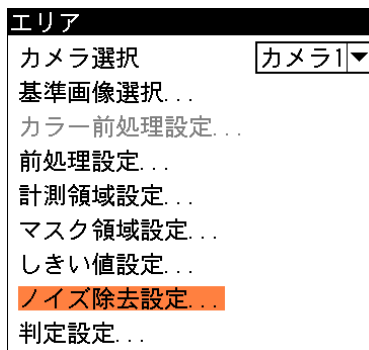 エリア
カメラ選択 カメラ1
基準画像選択...
カラー前処理設定...
前処理設定...
計測領域設定...
マスク領域設定...
しきい値設定...
ノイズ除去設定...
判定設定...